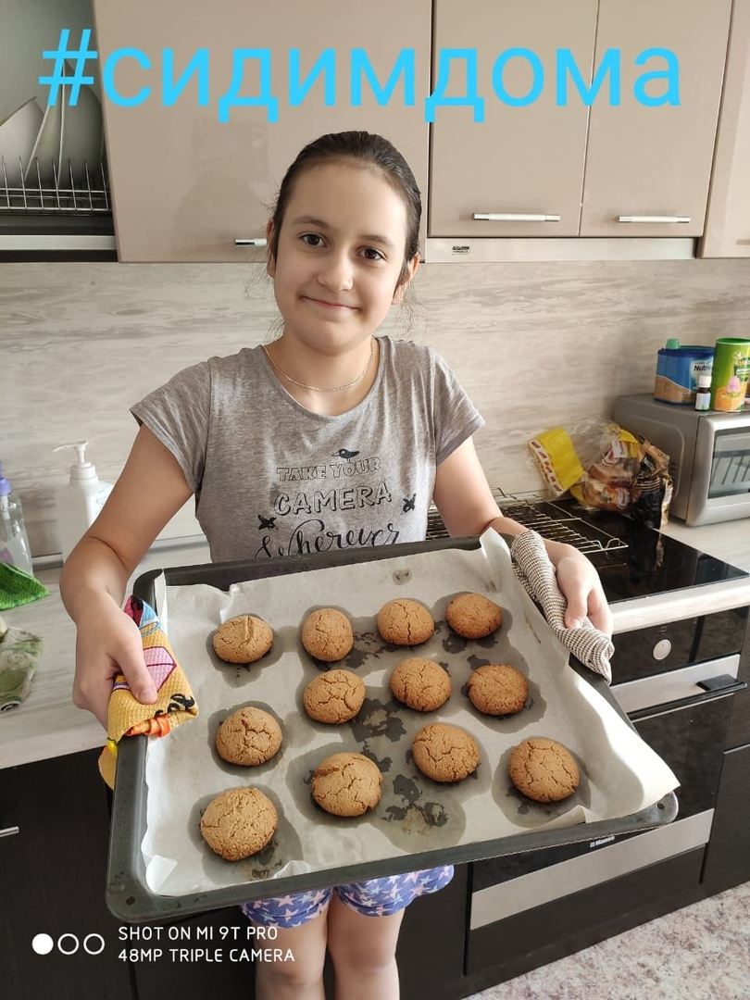 #сидимдома
TAKE YOUR
CAMERA
Wherever
SHOT ON MI 9T PRO
48MP TRIPLE CAMERA